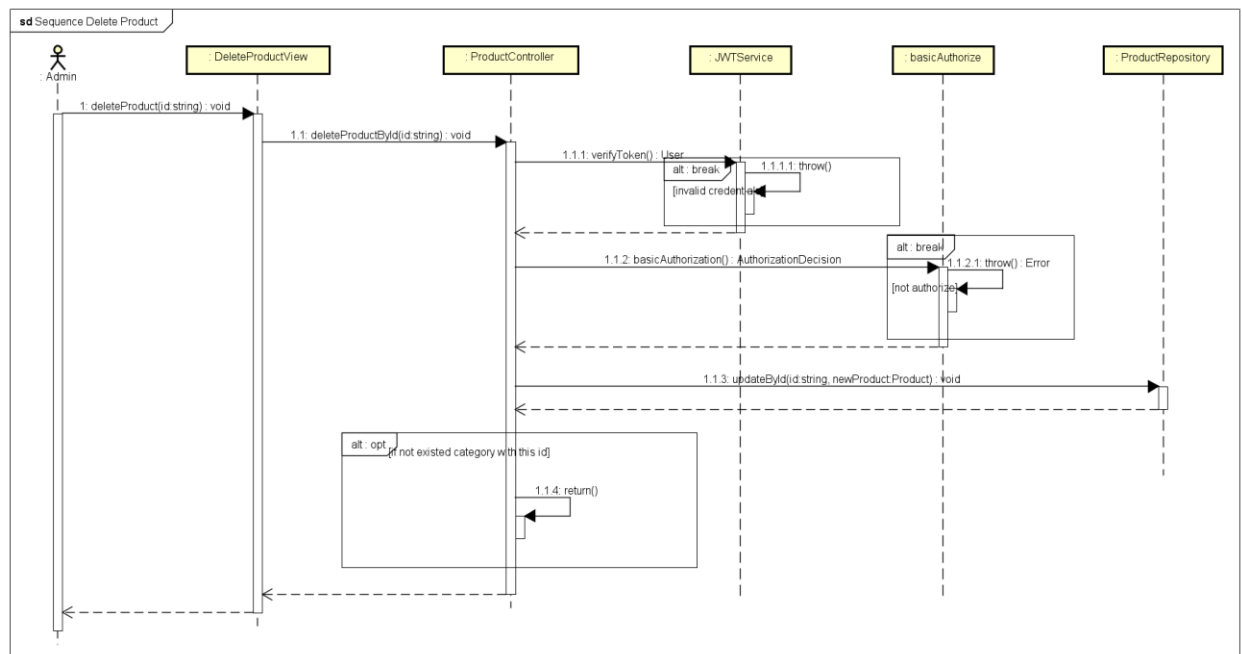 sd Sequence Delete Product
: Admin
: DeleteProductView
: ProductController
: JWTService
: basicAuthorize
: ProductRepository
1: deleteProduct(id:string) : void
1.1: deleteProductById(id:string) : void
1.1.1: verifyToken() : User
alt : break
1.1.1.1: throw()
[invalid credentials]
alt : break
1.1.2: basicAuthorization() : AuthorizationDecision
1.1.2.1: throw() : Error
[not authorize]
1.1.3: updateById(id:string, newProduct:Product) : void
alt : opt
[if not existed category with this id]
1.1.4: return()